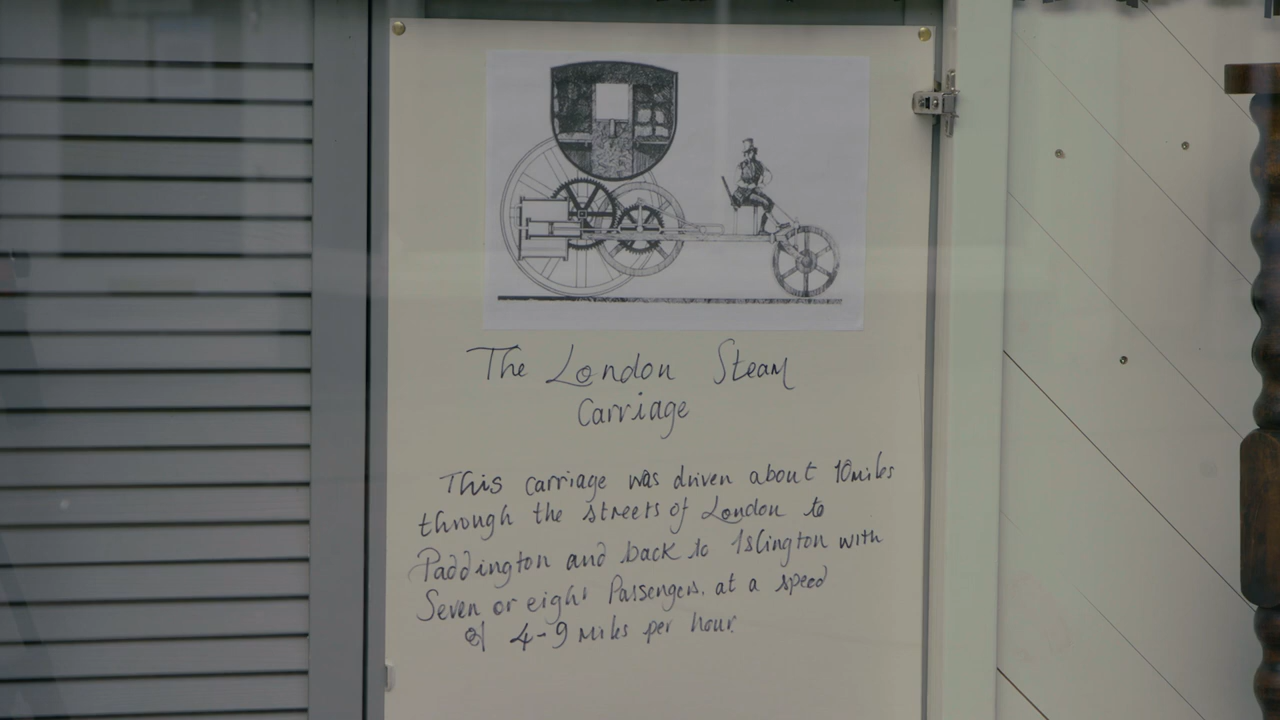 The London Steam
Carriage
This carriage was driven about 10miles
through the streets of London to
Paddington and back to Islington with
Seven or eight Passengers. at a speed
of 4-9 Miles per hour.